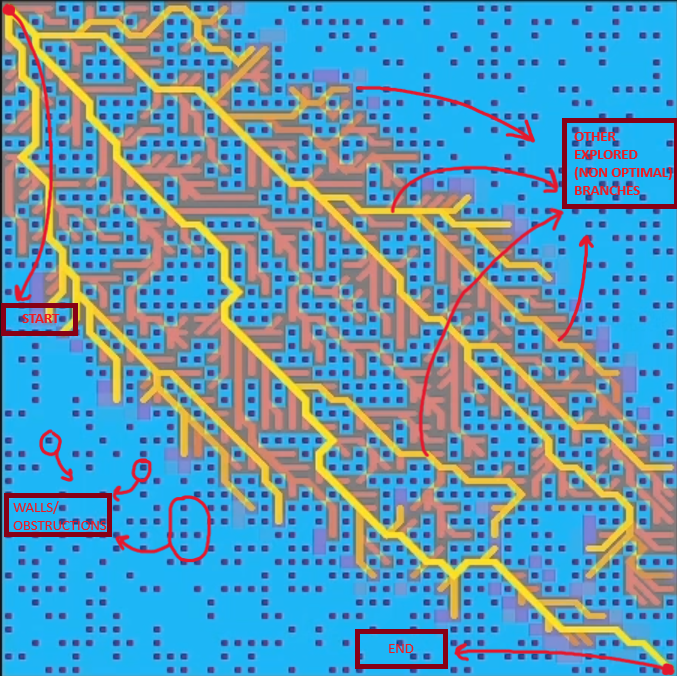 OTHER
EXPLORED
(NON OPTIMAL)
BRANCHES
START
WALLS/
OBSTRUCTIONS
END